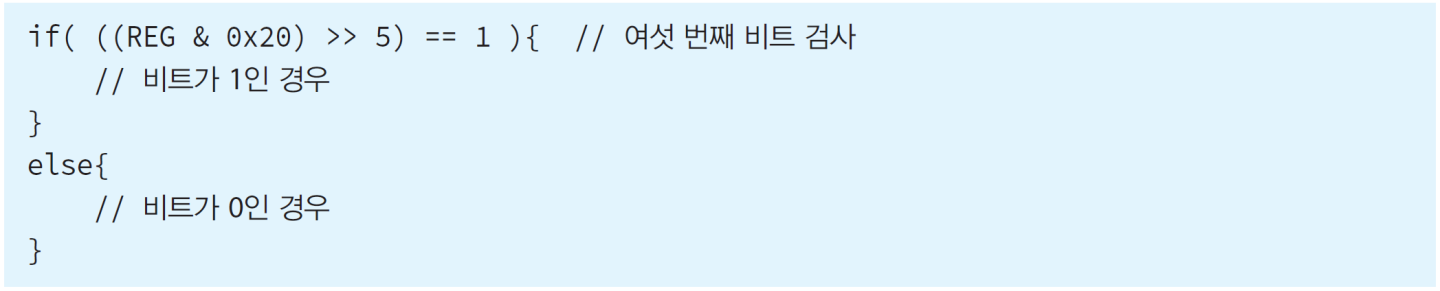 if( ((REG & 0x20) >> 5) == 1 ){  // 여섯 번째 비트 검사
    // 비트가 1인 경우
}
else{
    // 비트가 0인 경우
}